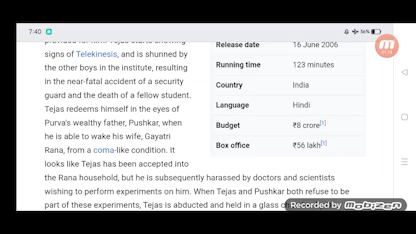 7:40
56%
provided for him. Tejas starts showing
signs of Telekinesis, and is shunned by
the other boys in the institute, resulting
in the near-fatal accident of a security
guard and the death of a fellow student.
Tejas redeems himself in the eyes of
Purva's wealthy father, Pushkar, when
he is able to wake his wife, Gayatri
Rana, from a coma-like condition. It
looks like Tejas has been accepted into
the Rana household, but he is subsequently harassed by doctors and scientists
wishing to perform experiments on him. When Tejas and Pushkar both refuse to be
part of these experiments, Tejas is abducted and held in a glass
Release date 16 June 2006
Running time 123 minutes
Country India
Language Hindi
Budget ₹8 crore[1]
Box office ₹56 lakh[1]
Recorded by Mobizen